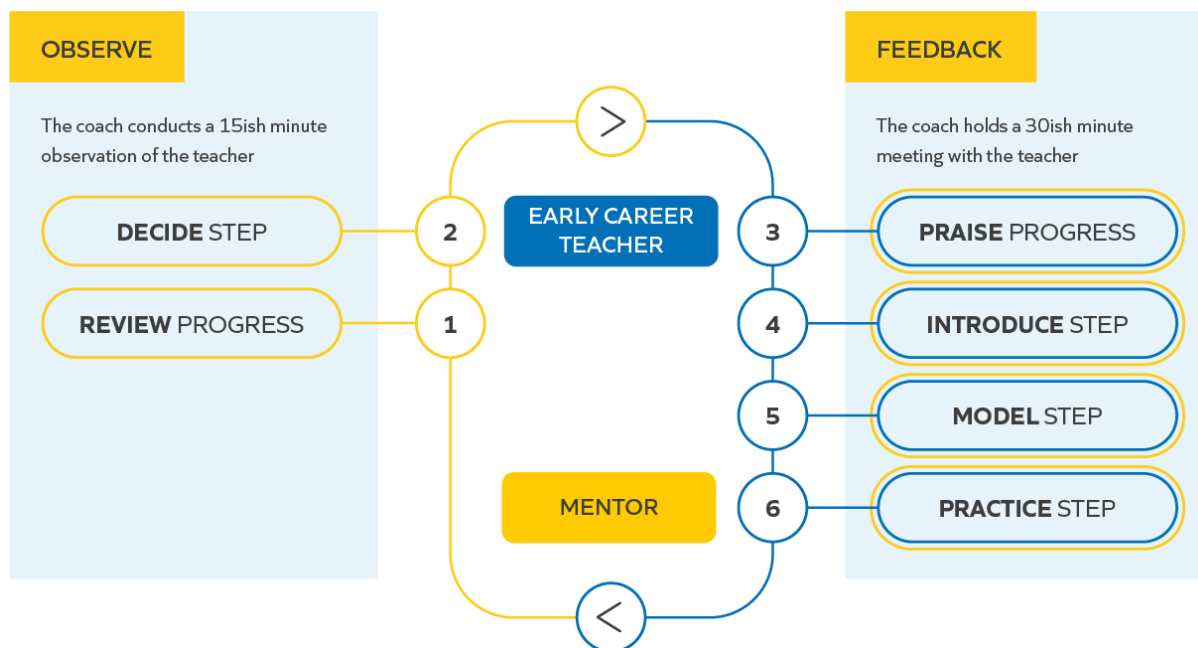 OBSERVE
The coach conducts a 15ish minute
observation of the teacher
DECIDE STEP
REVIEW PROGRESS
>
2
1
EARLY CAREER
TEACHER
MENTOR
<
3
4
5
6
FEEDBACK
The coach holds a 30ish minute
meeting with the teacher
PRAISE PROGRESS
INTRODUCE STEP
MODEL STEP
PRACTICE STEP